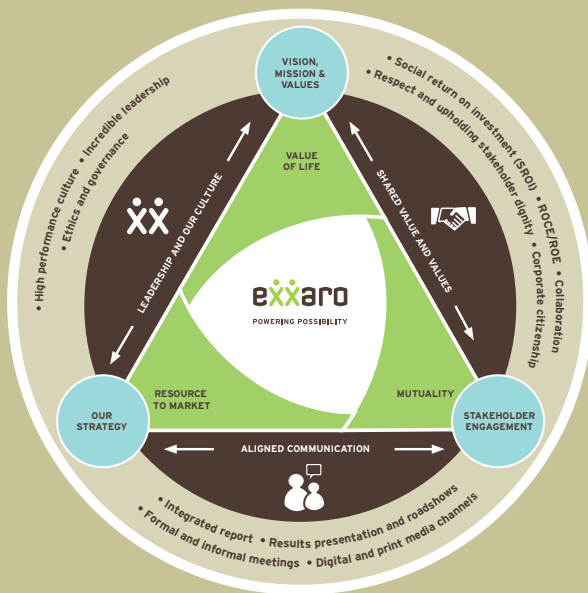 VISION,
MISSION &
VALUES
• High performance culture • Incredible leadership
• Ethics and governance
• Social return on investment (SROI) • ROCE/ROE • Collaboration
• Respect and upholding stakeholder dignity • Corporate citizenship
LEADERSHIP AND OUR CULTURE
VALUE
OF LIFE
SHARED VALUE AND VALUES
exxaro
POWERING POSSIBILITY
RESOURCE
TO MARKET
MUTUALITY
OUR
STRATEGY
STAKEHOLDER
ENGAGEMENT
ALIGNED COMMUNICATION
• Integrated report • Results presentation and roadshows
• Formal and informal meetings • Digital and print media channels